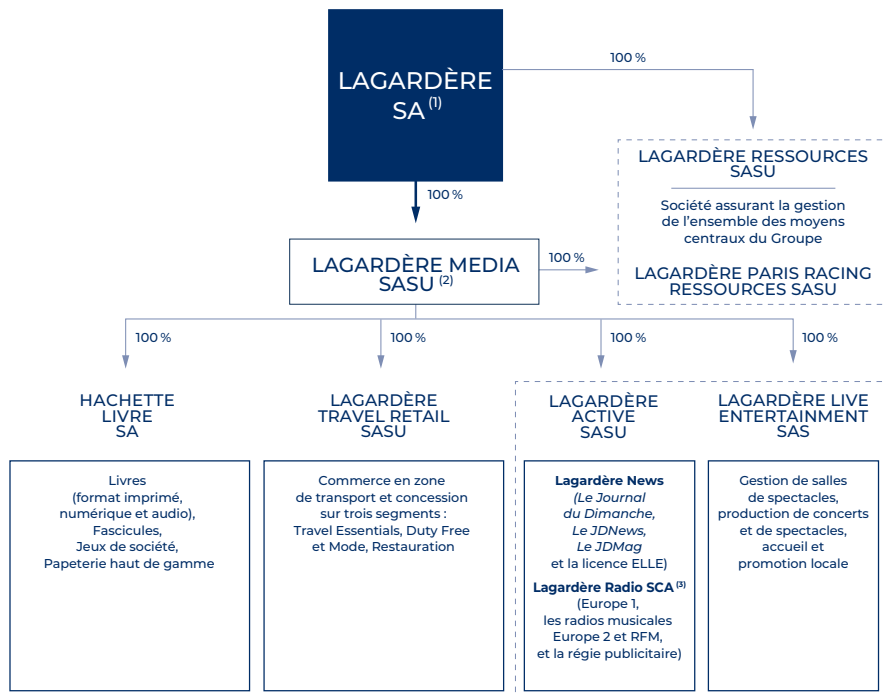 LAGARDÈRE
SA (1)
100 %
100 %
LAGARDÈRE RESSOURCES
SASU
Société assurant la gestion
de l'ensemble des moyens
centraux du Groupe
LAGARDÈRE PARIS RACING
RESSOURCES SASU
LAGARDÈRE MEDIA
SASU (2)
100 %
100 %
100 %
100 %
100 %
HACHETTE
LIVRE
SA
Livres
(format imprimé,
numérique et audio),
Fascicules,
Jeux de société,
Papeterie haut de gamme
LAGARDÈRE
TRAVEL RETAIL
SASU
Commerce en zone
de transport et concession
sur trois segments :
Travel Essentials, Duty Free
et Mode, Restauration
LAGARDÈRE
ACTIVE
SASU
Lagardère News
(Le Journal
du Dimanche,
Le JDNews,
Le JDMag
et la licence ELLE)
Lagardère Radio SCA (3)
(Europe 1,
les radios musicales
Europe 2 et RFM,
et la régie publicitaire)
LAGARDÈRE LIVE
ENTERTAINMENT
SAS
Gestion de salles
de spectacles,
production de concerts
et de spectacles,
accueil et
promotion locale